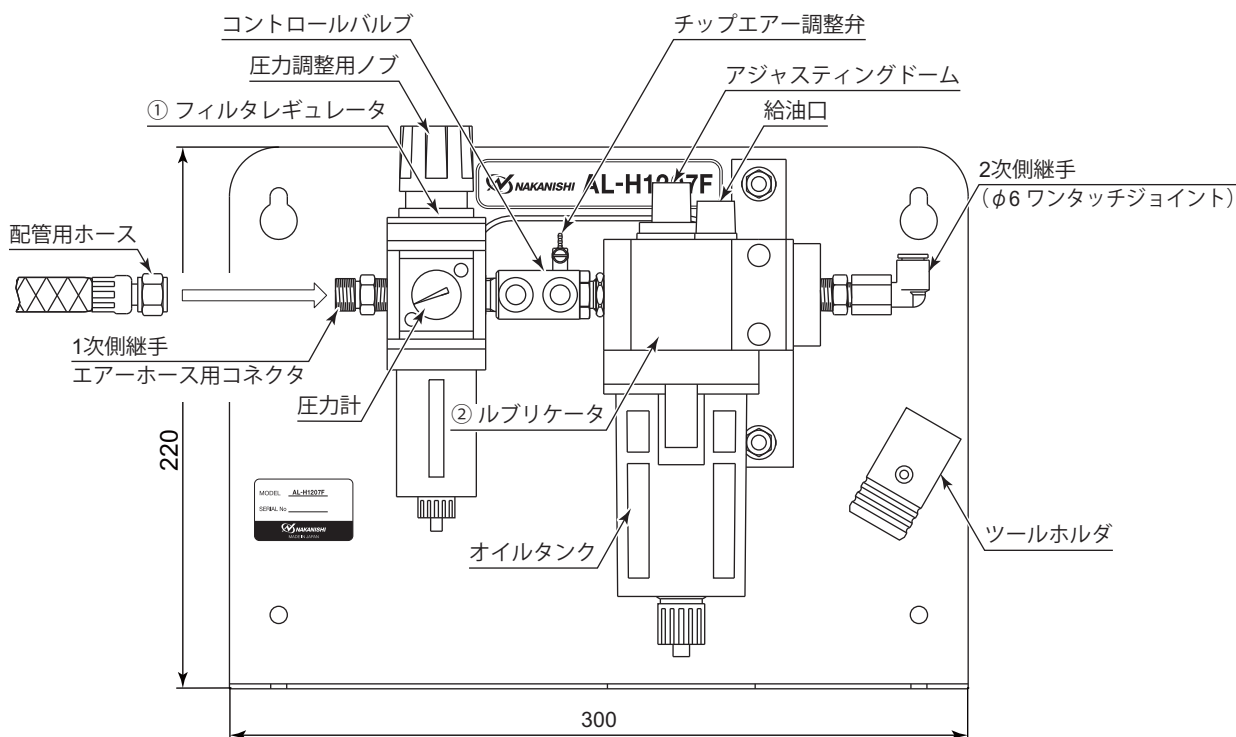 コントロールバルブ
チップエアー調整弁
圧力調整用ノブ
アジャスティングドーム
① フィルタレギュレータ
給油口
NAKANISHI AL-H1207F
2次側継手
（φ6 ワンタッチジョイント）
配管用ホース
1次側継手
エアーホース用コネクタ
圧力計
② ルブリケータ
220
MODEL AL-H1207F
SERIAL No
NAKANISHI
MADE IN JAPAN
オイルタンク
ツールホルダ
300